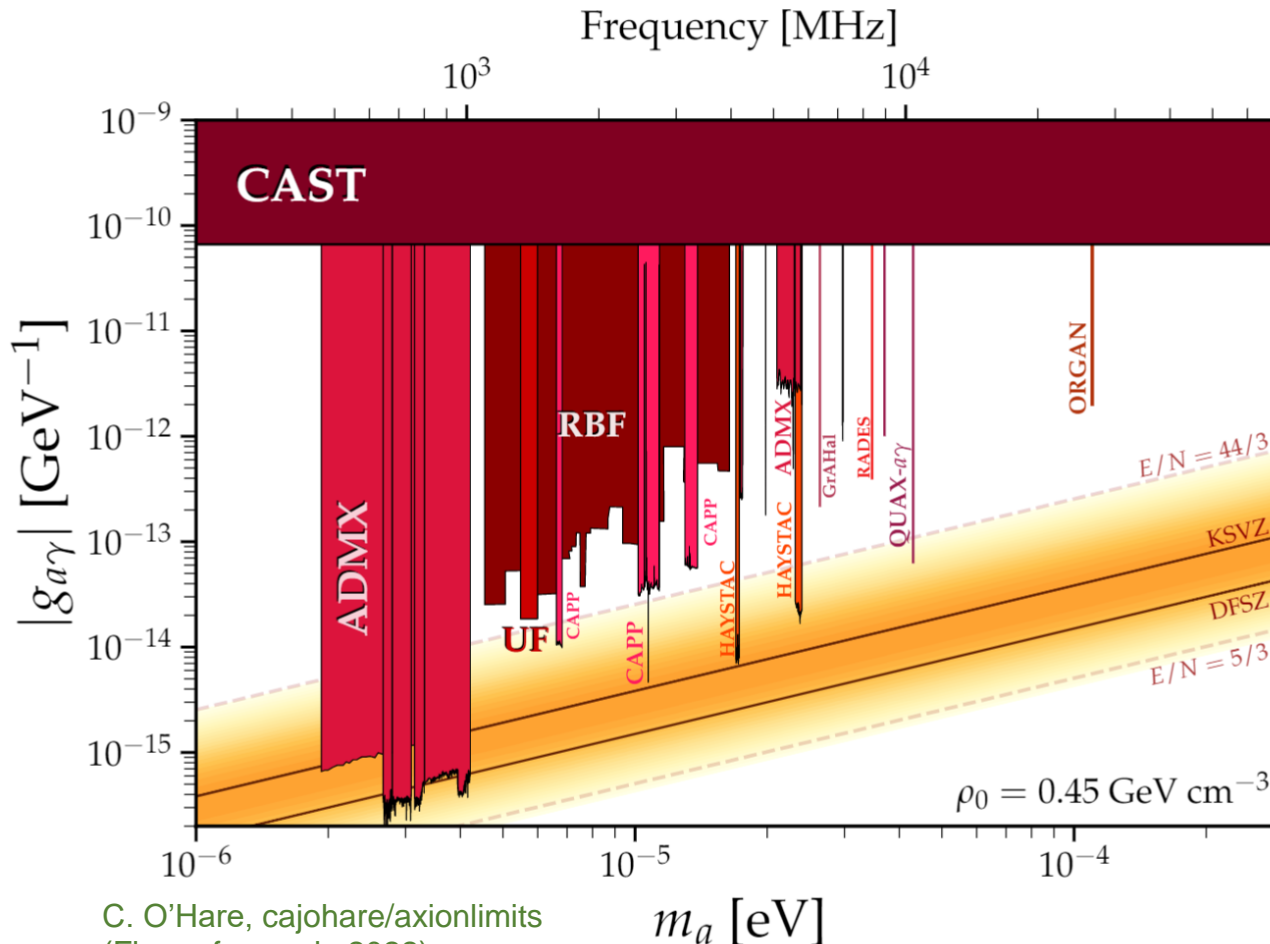 Frequency [MHz]
10³ 10⁴
10⁻⁹
10⁻¹⁰
10⁻¹¹
10⁻¹²
10⁻¹³
10⁻¹⁴
10⁻¹⁵
|g_{aγ}| [GeV⁻¹]
CAST
ADMX
RBF
UF
CAPP
CAPP
CAPP
HAYSTAC
ADMX
HAYSTAC
GrAHal
RADES
QUAX-aγ
ORGAN
E/N = 44/3
KSVZ
DFSZ
E/N = 5/3
ρ₀ = 0.45 GeV cm⁻³
10⁻⁶ 10⁻⁵ 10⁻⁴
m_a [eV]
C. O'Hare, cajohare/axionlimits